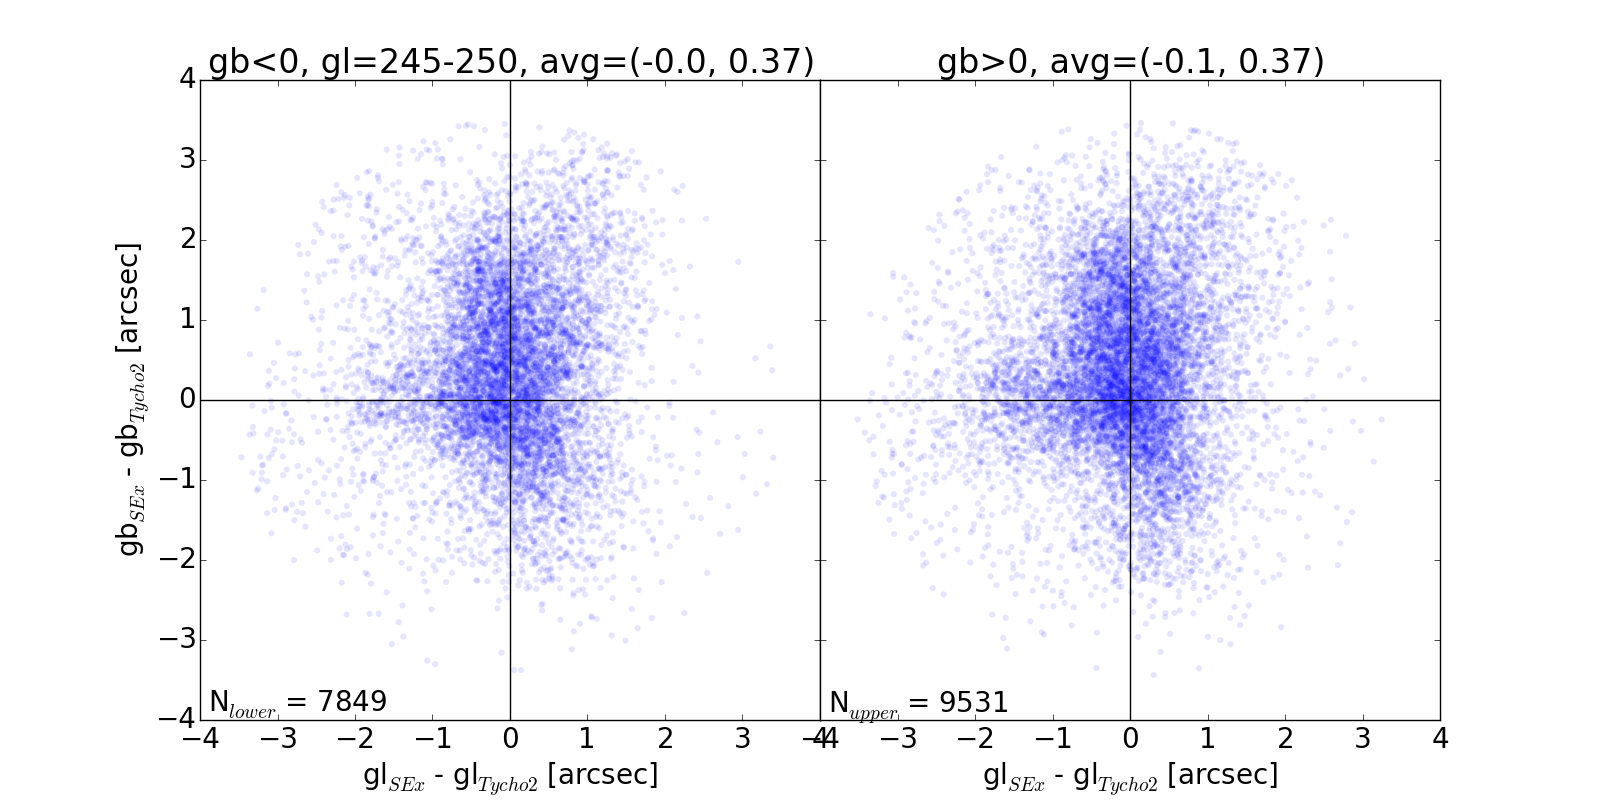 gb<0, gl=245-250, avg=(-0.0, 0.37)
gb>0, avg=(-0.1, 0.37)
4
3
2
1
0
−1
−2
−3
−4
gb_SEx - gb_Tycho2 [arcsec]
N_lower = 7849
N_upper = 9531
−4 −3 −2 −1 0 1 2 3 4
−4 −3 −2 −1 0 1 2 3 4
gl_SEx - gl_Tycho2 [arcsec]
gl_SEx - gl_Tycho2 [arcsec]